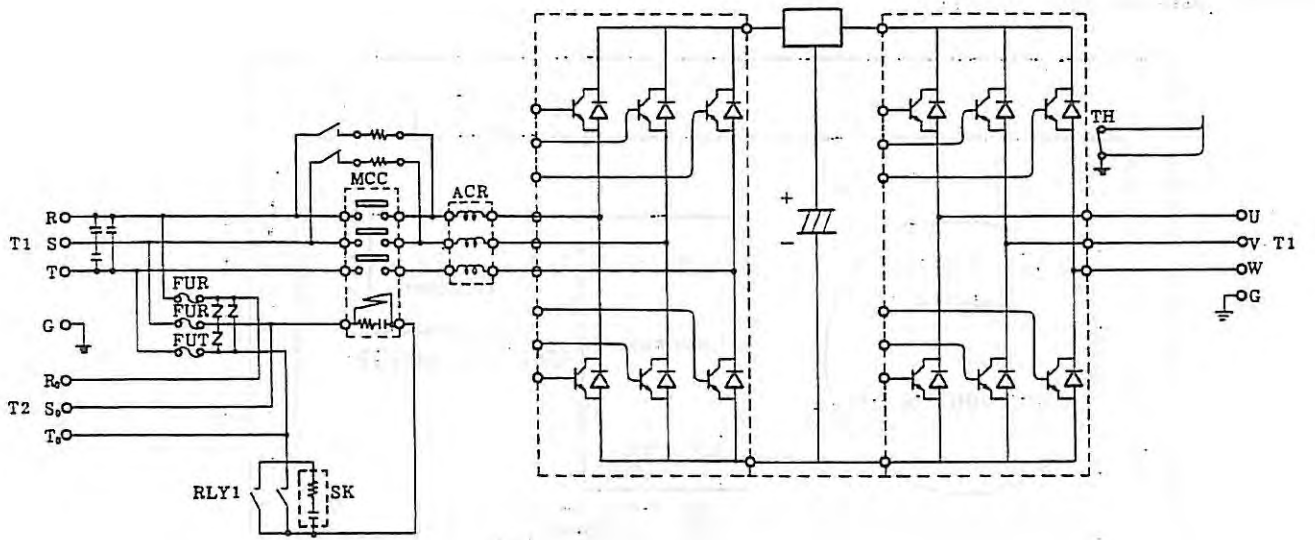 TH
MCC
ACR
R
T1 S
T
FUR
FUR
FUT
G
R₀
T2 S₀
T₀
RLY1
SK
+
-
U
V T1
W
G